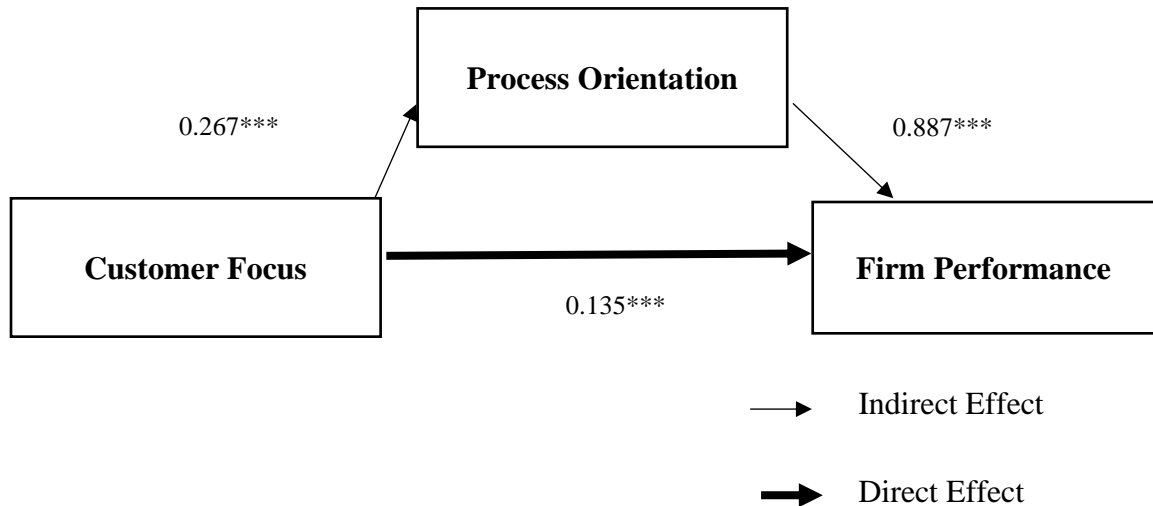 Process Orientation
0.267***
0.887***
Customer Focus
Firm Performance
0.135***
Indirect Effect
Direct Effect